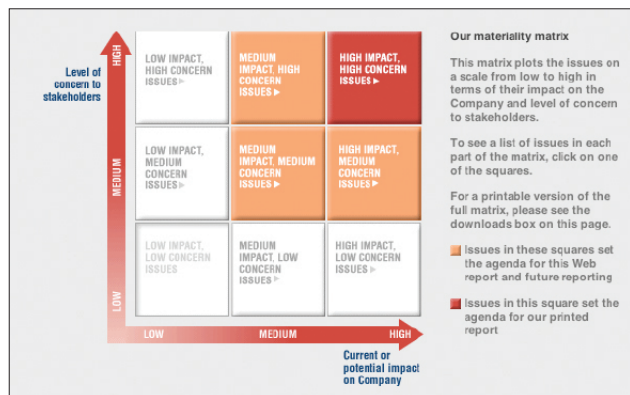 HIGH
Level of
concern to
stakeholders
MEDIUM
LOW
LOW IMPACT,
HIGH CONCERN
ISSUES ▸
MEDIUM
IMPACT, HIGH
CONCERN
ISSUES ▸
HIGH IMPACT,
HIGH CONCERN
ISSUES ▸
LOW IMPACT,
MEDIUM
CONCERN
ISSUES ▸
MEDIUM
IMPACT, MEDIUM
CONCERN
ISSUES ▸
HIGH IMPACT,
MEDIUM
CONCERN
ISSUES ▸
LOW IMPACT,
LOW CONCERN
ISSUES
MEDIUM
IMPACT, LOW
CONCERN
ISSUES ▸
HIGH IMPACT,
LOW CONCERN
ISSUES ▸
LOW
MEDIUM
HIGH
Current or
potential impact
on Company
Our materiality matrix
This matrix plots the issues on
a scale from low to high in
terms of their impact on the
Company and level of concern
to stakeholders.
To see a list of issues in each
part of the matrix, click on one
of the squares.
For a printable version of the
full matrix, please see the
downloads box on this page.
Issues in these squares set
the agenda for this Web
report and future reporting
Issues in this square set the
agenda for our printed
report